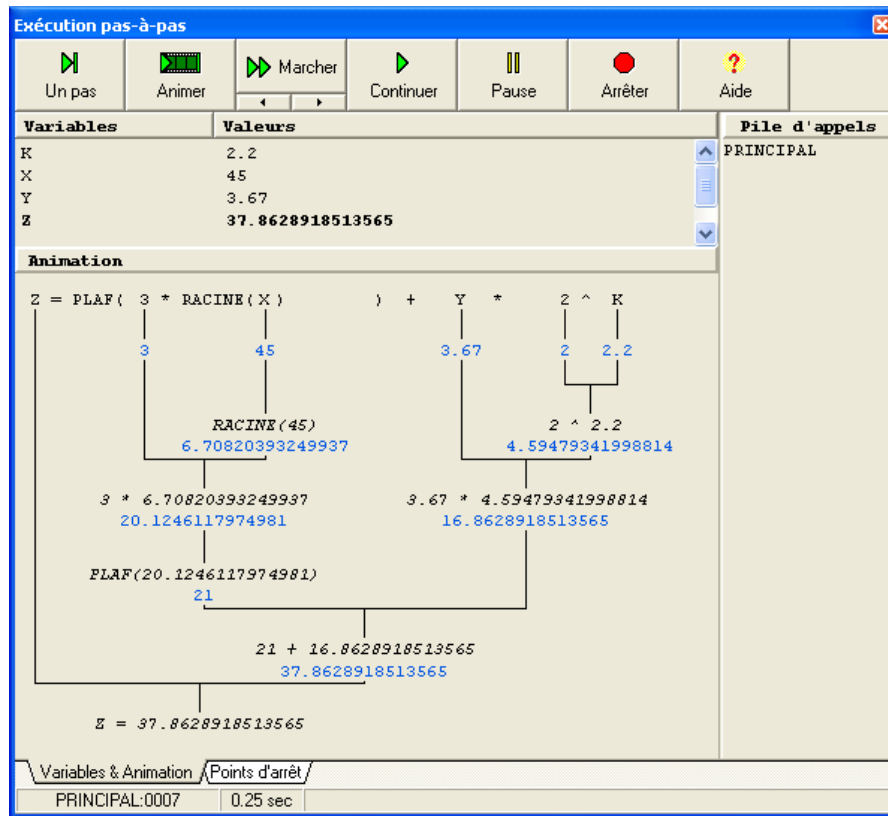 Exécution pas-à-pas
Un pas
Animer
Marcher
Continuer
Pause
Arrêter
Aide
Variables Valeurs
Pile d'appels
K 2.2
PRINCIPAL
X 45
Y 3.67
Z 37.8628918513565
Animation
Z = PLAF( 3 * RACINE(X) ) + Y * 2 ^ K
3 45 3.67 2 2.2
RACINE(45) 2 ^ 2.2
6.70820393249937 4.59479341998814
3 * 6.70820393249937 3.67 * 4.59479341998814
20.1246117974981 16.8628918513565
PLAF(20.1246117974981)
21
21 + 16.8628918513565
37.8628918513565
Z = 37.8628918513565
Variables & Animation Points d'arrêt
PRINCIPAL:0007 0.25 sec